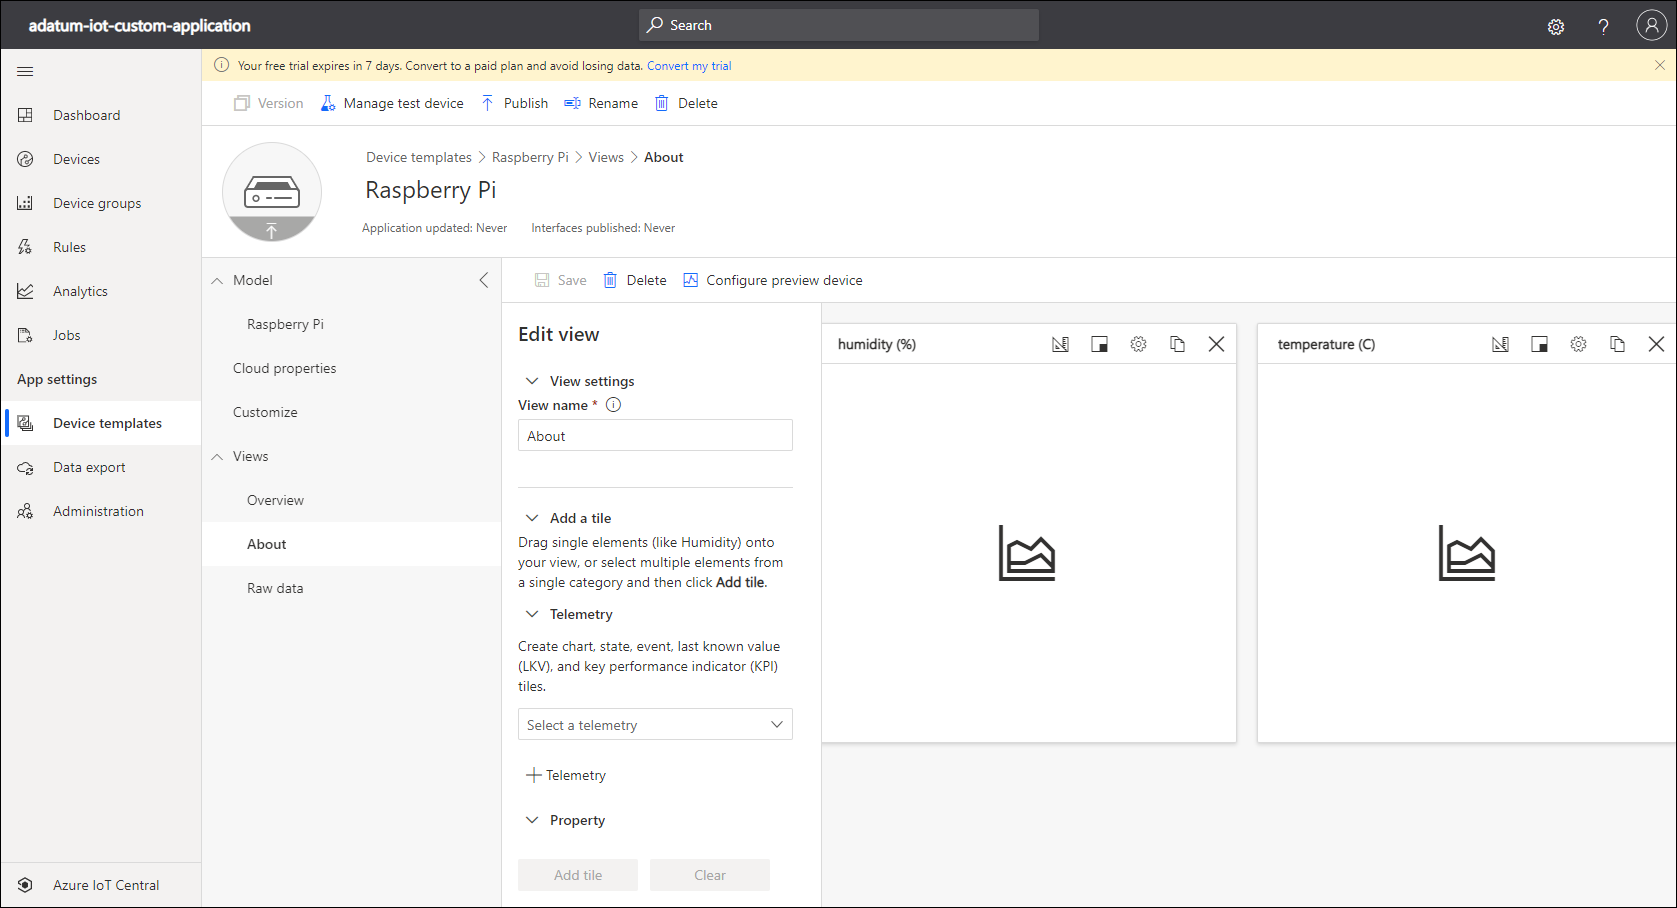 adatum-iot-custom-application
Search
?
Your free trial expires in 7 days. Convert to a paid plan and avoid losing data. Convert my trial
Version Manage test device Publish Rename Delete
Dashboard
Devices
Device groups
Rules
Analytics
Jobs
App settings
Device templates
Data export
Administration
Azure IoT Central
Device templates > Raspberry Pi > Views > About
Raspberry Pi
Application updated: Never Interfaces published: Never
Model
Raspberry Pi
Cloud properties
Customize
Views
Overview
About
Raw data
Save Delete Configure preview device
Edit view
View settings
View name *
About
Add a tile
Drag single elements (like Humidity) onto
your view, or select multiple elements from
a single category and then click Add tile.
Telemetry
Create chart, state, event, last known value
(LKV), and key performance indicator (KPI)
tiles.
Select a telemetry
Telemetry
Property
Add tile Clear
humidity (%)
temperature (C)